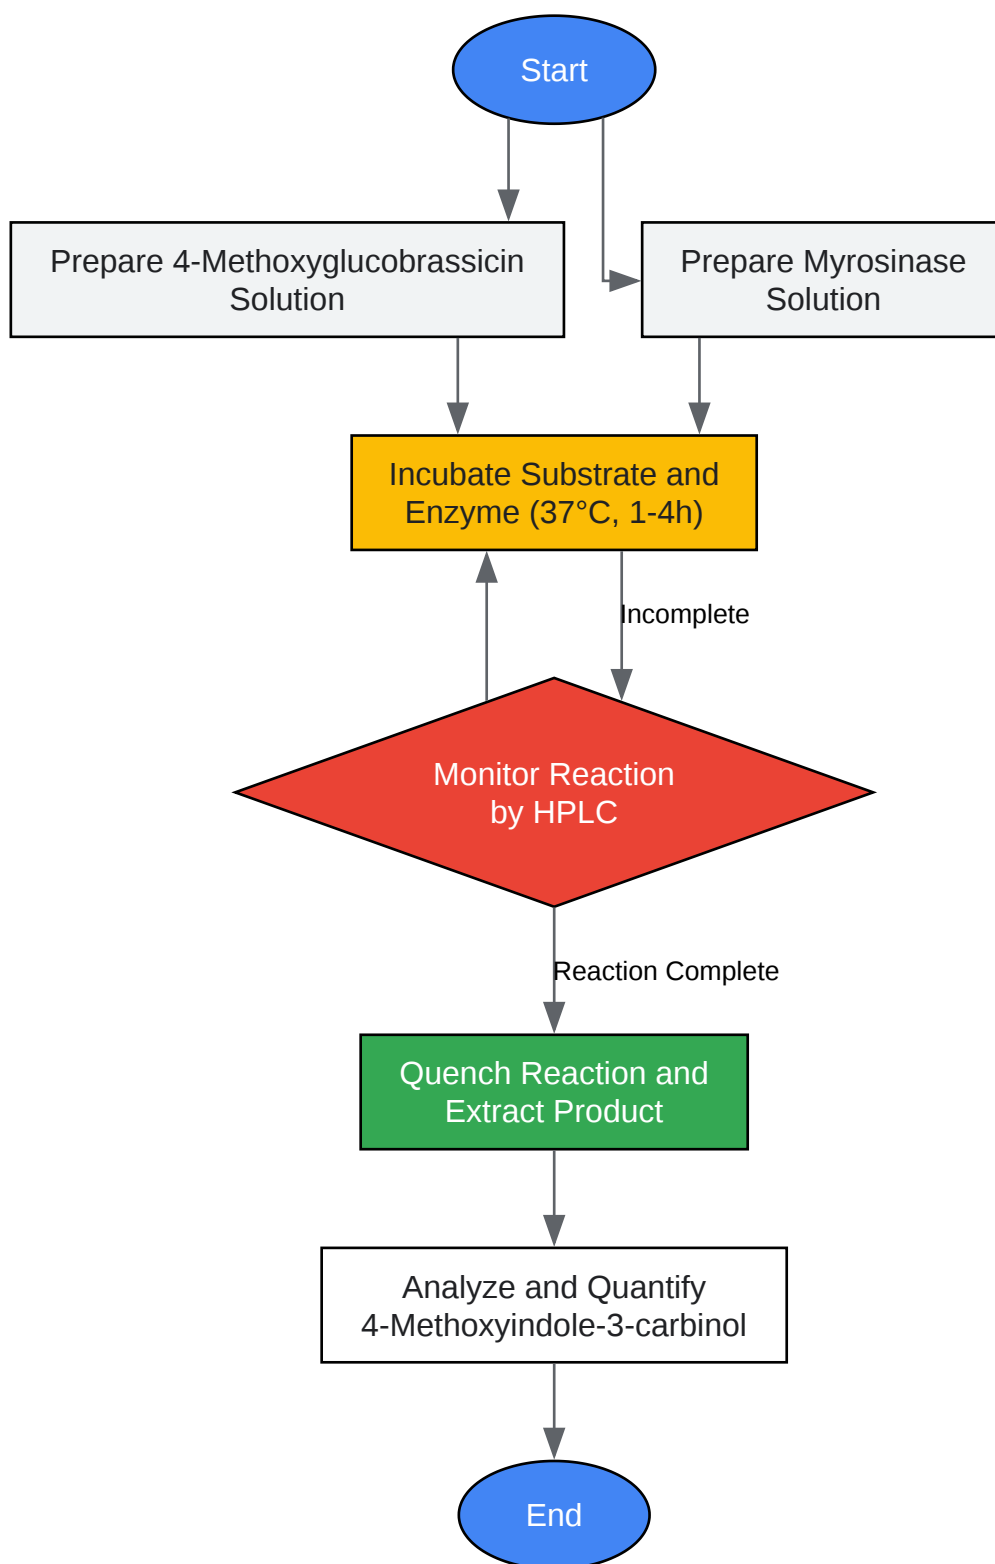 Start
Prepare 4-Methoxyglucobrassicin
Solution
Prepare Myrosinase
Solution
Incubate Substrate and
Enzyme (37°C, 1-4h)
Incomplete
Monitor Reaction
by HPLC
Reaction Complete
Quench Reaction and
Extract Product
Analyze and Quantify
4-Methoxyindole-3-carbinol
End